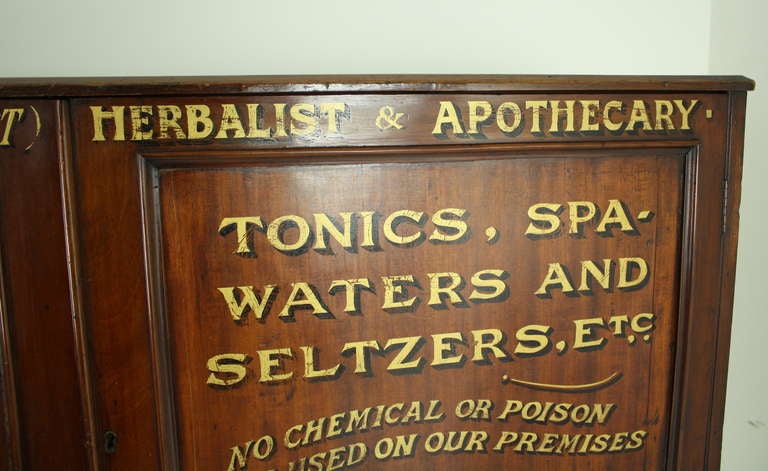 T) HERBALIST & APOTHECARY.
TONICS, SPA-
WATERS AND
SELTZERS, ETC.
NO CHEMICAL OR POISON
USED ON OUR PREMISES